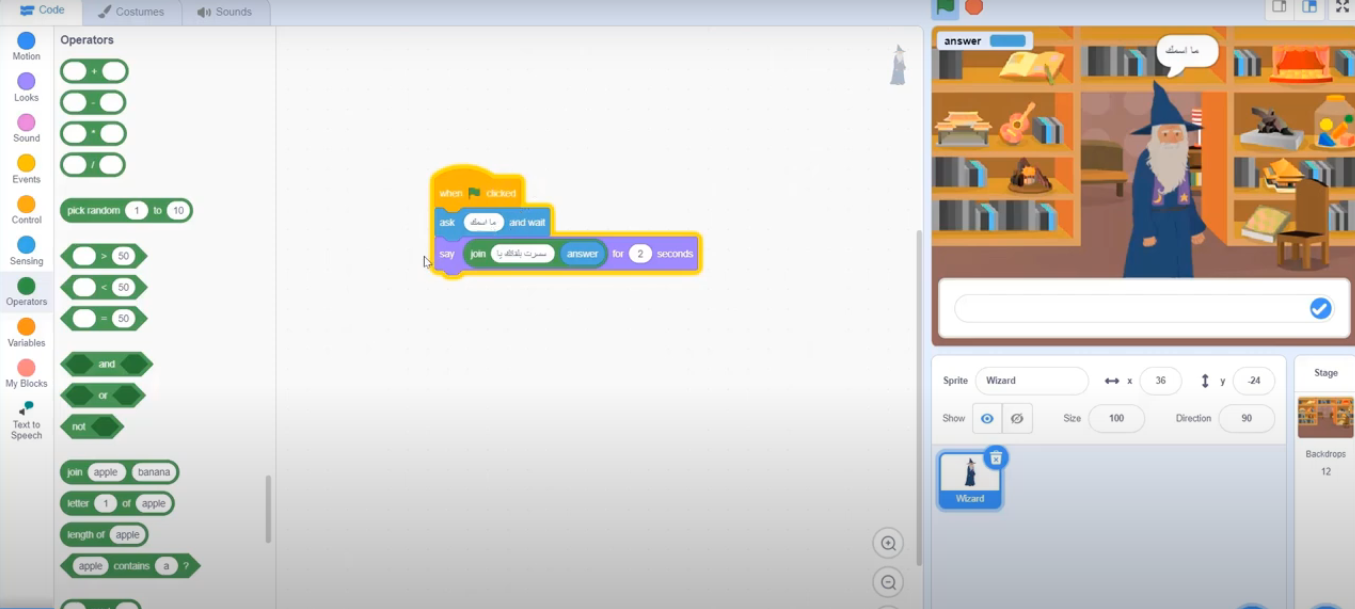 Code Costumes Sounds
Motion
Looks
Sound
Events
Control
Sensing
Operators
Variables
My Blocks
Text to Speech
Operators
+
-
*
/
pick random 1 to 10
> 50
< 50
= 50
and
or
not
join apple banana
letter 1 of apple
length of apple
apple contains a ?
when clicked
ask ما اسمك and wait
say join سررت بلقائك يا answer for 2 seconds
answer
ما اسمك
Sprite Wizard x 36 y -24
Show Size 100 Direction 90
Wizard
Stage
Backdrops
12